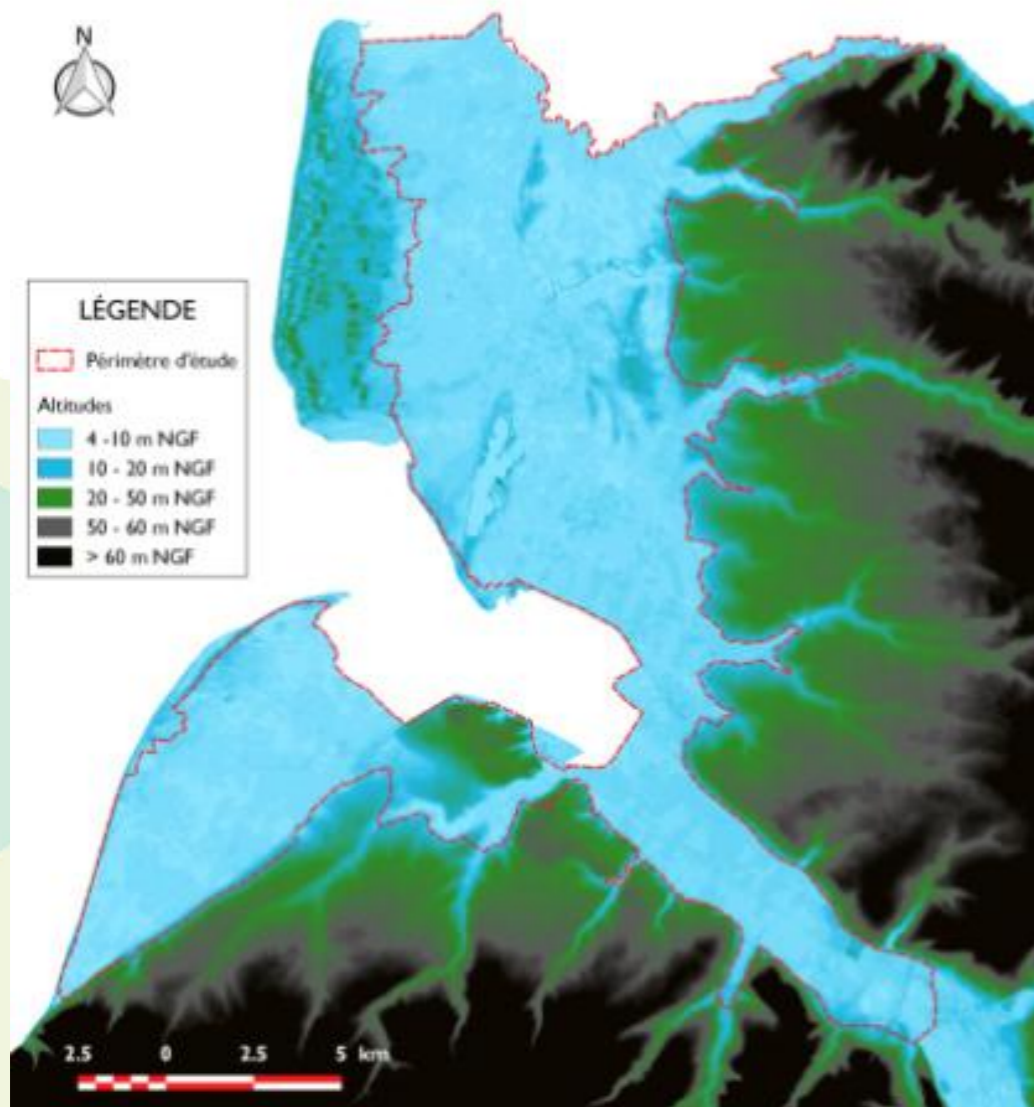 N
LÉGENDE
Périmètre d'étude
Altitudes
4 -10 m NGF
10 - 20 m NGF
20 - 50 m NGF
50 - 60 m NGF
> 60 m NGF
2.5 0 2.5 5 km